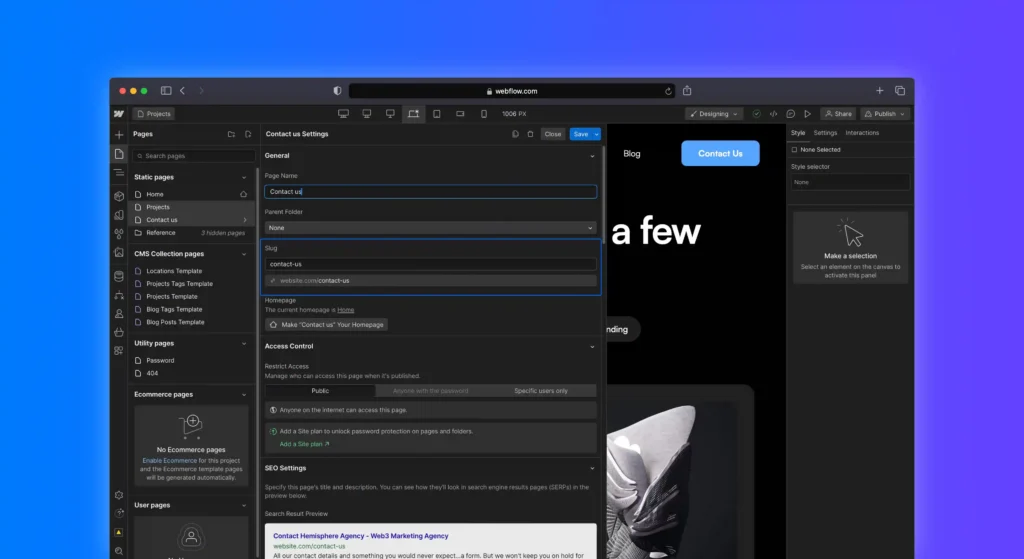 webflow.com
Projects
1006 PX
Designing
Share
Publish
Pages
Search pages
Static pages
Home
Projects
Contact us
Reference
3 hidden pages
CMS Collection pages
Locations Template
Projects Tags Template
Projects Template
Blog Tags Template
Blog Posts Template
Utility pages
Password
404
Ecommerce pages
No Ecommerce pages
Enable Ecommerce for this project
and the Ecommerce template pages
will be generated automatically.
User pages
Contact us Settings
Close
Save
General
Page Name
Contact us
Parent Folder
None
Slug
contact-us
website.com/contact-us
Homepage
The current homepage is Home
Make "Contact us" Your Homepage
Access Control
Restrict Access
Manage who can access this page when it's published.
Public
Anyone with the password
Specific users only
Anyone on the internet can access this page.
Add a Site plan to unlock password protection on pages and folders.
Add a Site plan ↗
SEO Settings
Specify this page's title and description. You can see how they'll look in search engine results pages (SERPs) in the
preview below.
Search Result Preview
Contact Hemisphere Agency - Web3 Marketing Agency
website.com/contact-us
All our contact details and something you would never expect...a form. But we won't keep you on hold for
Blog
Contact Us
a few
nding
Style
Settings
Interactions
None Selected
Style selector
None
Make a selection
Select an element on the canvas to
activate this panel